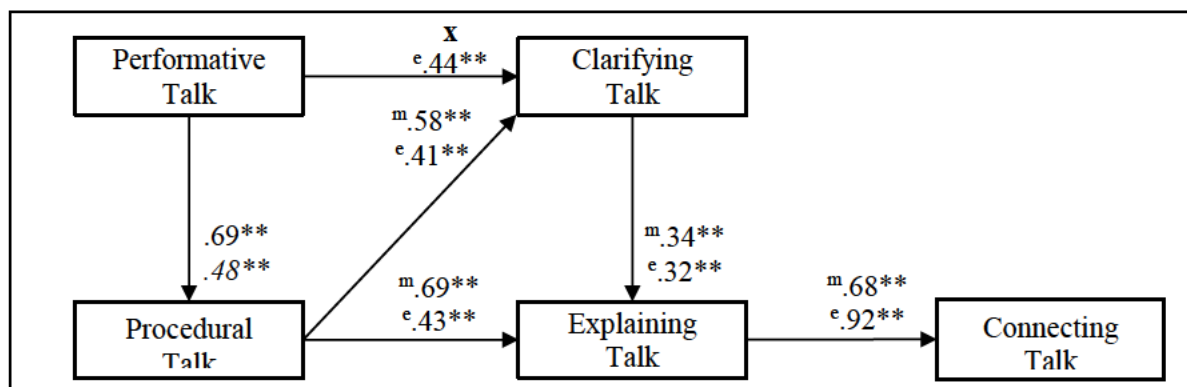 Performative
Talk
x
ᵉ.44**
Clarifying
Talk
ᵐ.58**
ᵉ.41**
.69**
.48**
ᵐ.34**
ᵉ.32**
Procedural
Talk
ᵐ.69**
ᵉ.43**
Explaining
Talk
ᵐ.68**
ᵉ.92**
Connecting
Talk